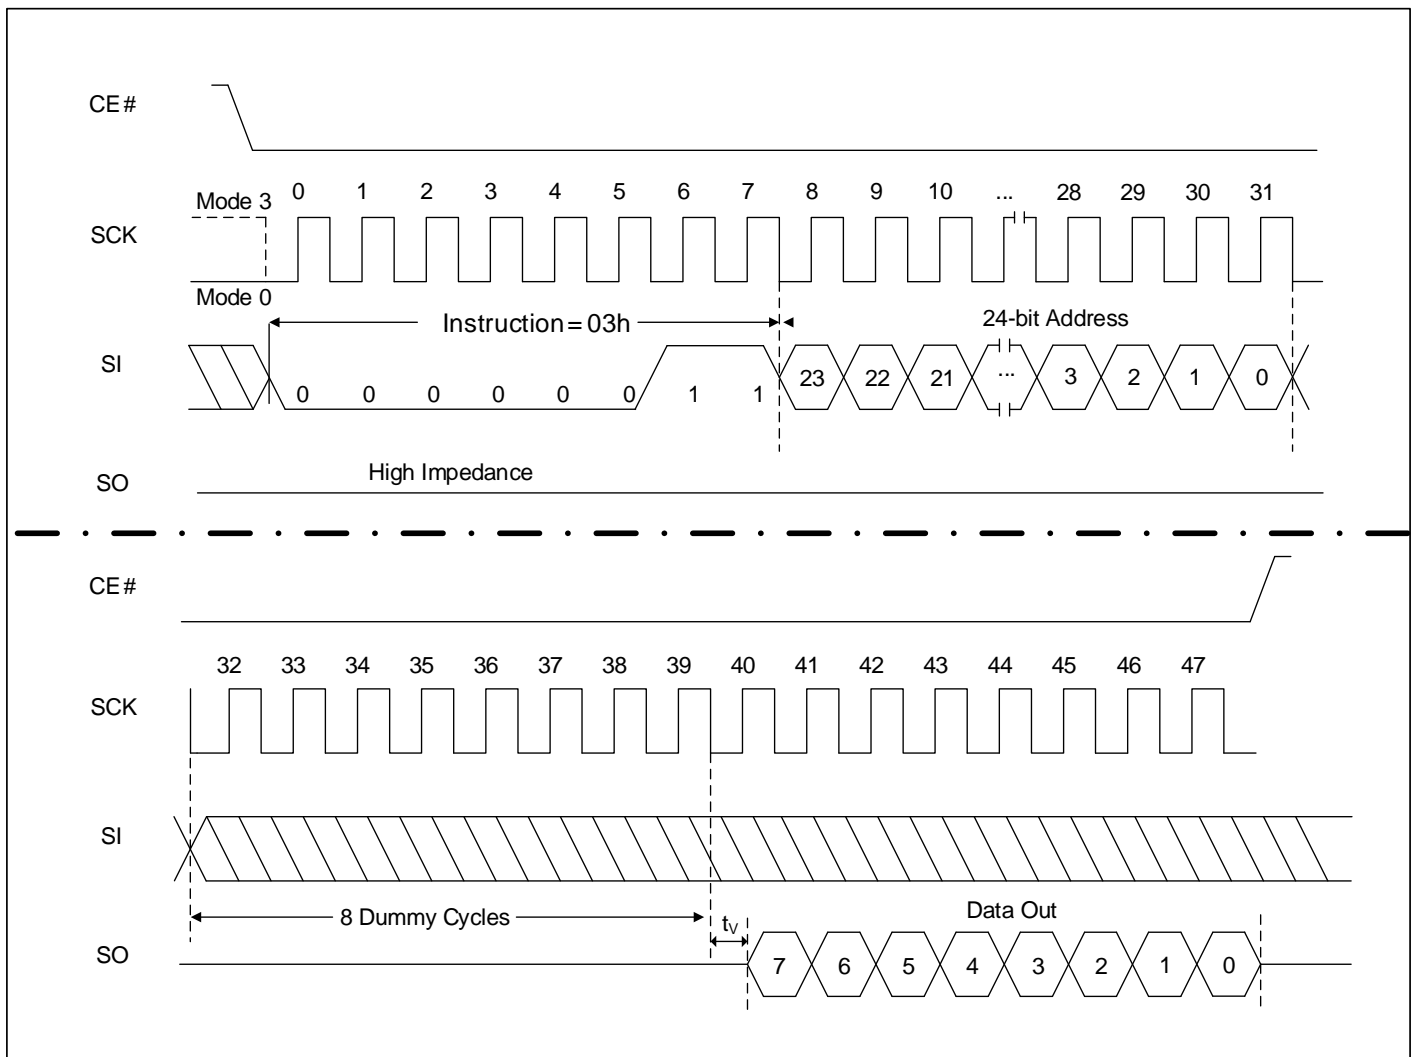 CE#
0 1 2 3 4 5 6 7 8 9 10 ... 28 29 30 31
Mode 3
SCK
Mode 0
Instruction = 03h
24-bit Address
SI
23 22 21 ... 3 2 1 0
0 0 0 0 0 0 1 1
High Impedance
SO
CE#
32 33 34 35 36 37 38 39 40 41 42 43 44 45 46 47
SCK
SI
8 Dummy Cycles
tV
Data Out
SO
7 6 5 4 3 2 1 0